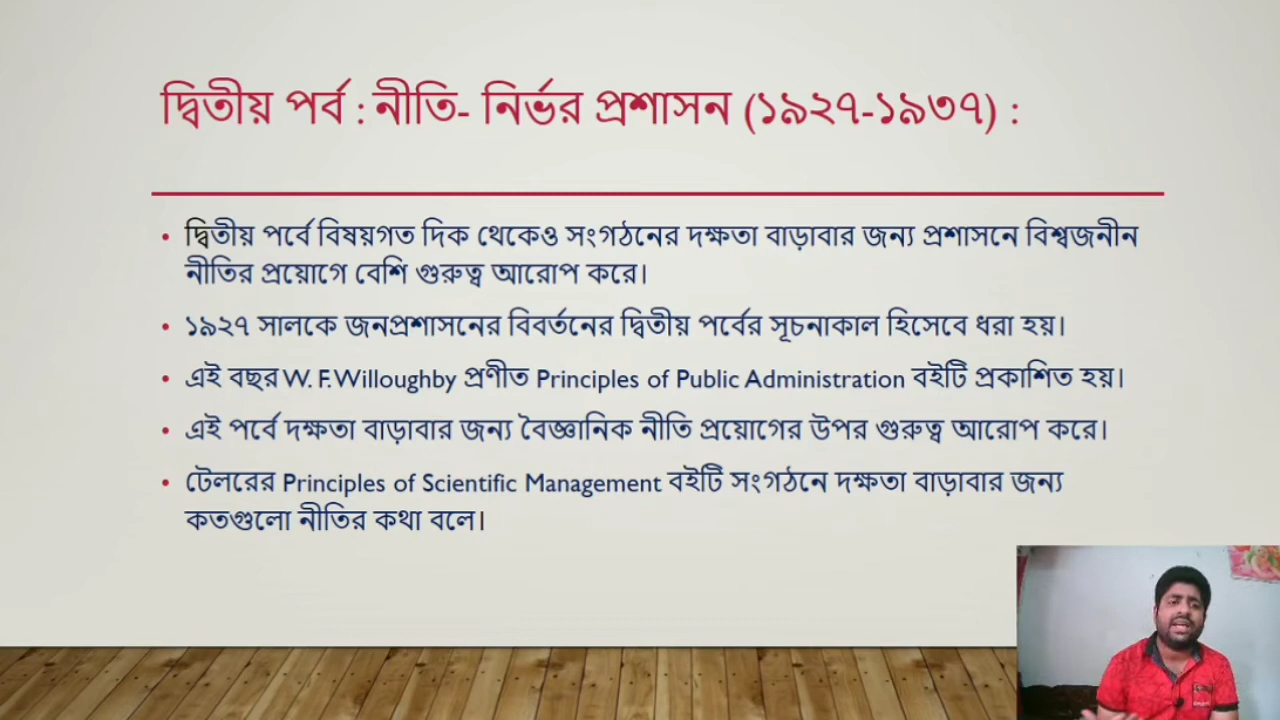 দ্বিতীয় পর্ব : নীতি- নির্ভর প্রশাসন (১৯২৭-১৯৩৭) :
• দ্বিতীয় পর্বে বিষয়গত দিক থেকেও সংগঠনের দক্ষতা বাড়াবার জন্য প্রশাসনে বিশ্বজনীন
নীতির প্রয়োগে বেশি গুরুত্ব আরোপ করে।
• ১৯২৭ সালকে জনপ্রশাসনের বিবর্তনের দ্বিতীয় পর্বের সূচনাকাল হিসেবে ধরা হয়।
• এই বছর W. F. Willoughby প্রণীত Principles of Public Administration বইটি প্রকাশিত হয়।
• এই পর্বে দক্ষতা বাড়াবার জন্য বৈজ্ঞানিক নীতি প্রয়োগের উপর গুরুত্ব আরোপ করে।
• টেলরের Principles of Scientific Management বইটি সংগঠনে দক্ষতা বাড়াবার জন্য
কতগুলো নীতির কথা বলে।